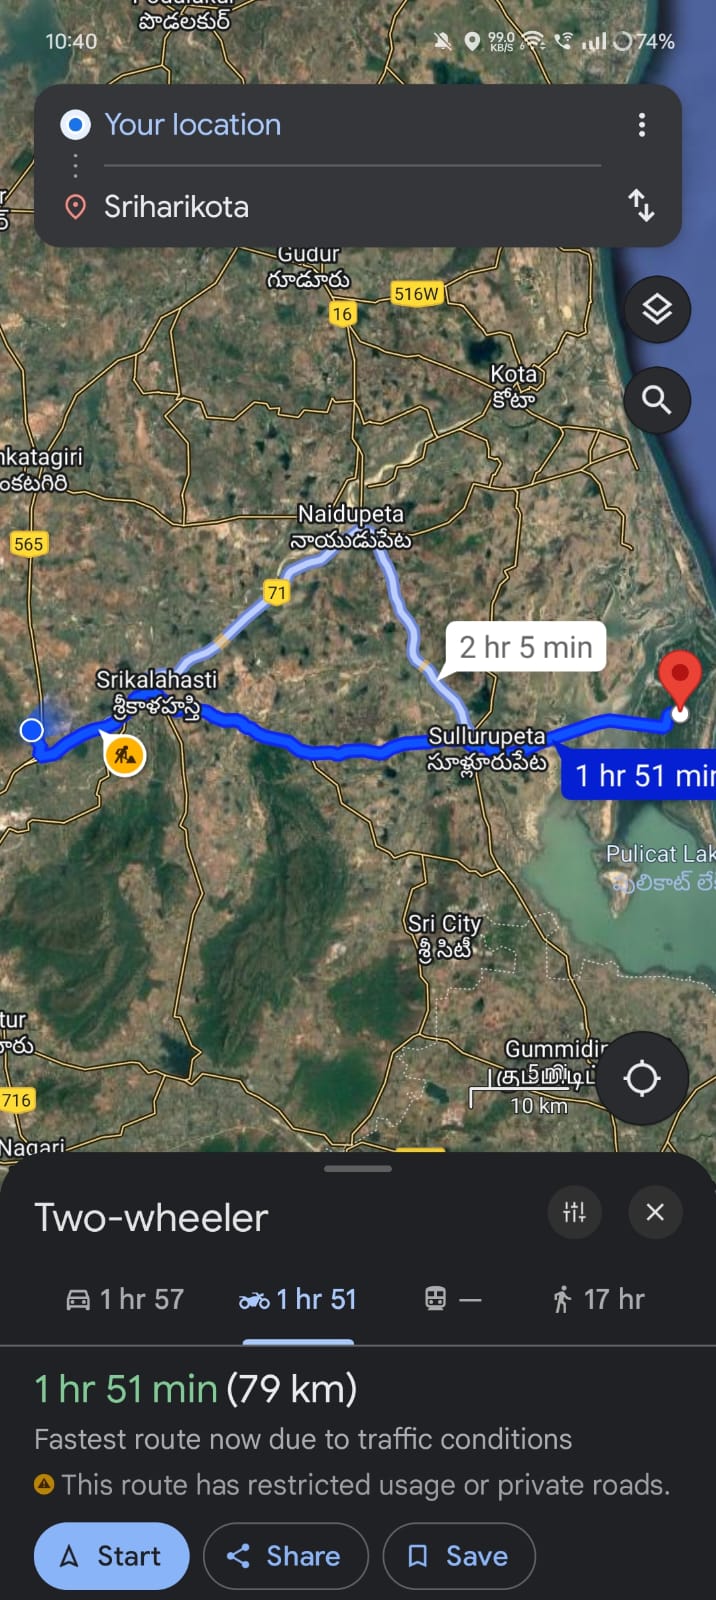 పొదలకుర్
10:40
99.0
KB/S
74%
Your location
Sriharikota
Gudur
గూడూరు
516W
16
Kota
కోటా
nkatagiri
ంకటగిరి
Naidupeta
నాయుడుపేట
565
71
2 hr 5 min
Srikalahasti
శ్రీకాళహస్తి
Sullurupeta
సూళ్లూరుపేట
1 hr 51 min
Pulicat Lak
పులికాట్ లే
Sri City
శ్రీ సిటీ
tur
Gummidi
5 mi
10 km
716
Nagari
Two-wheeler
1 hr 57
1 hr 51
—
17 hr
1 hr 51 min (79 km)
Fastest route now due to traffic conditions
This route has restricted usage or private roads.
Start
Share
Save